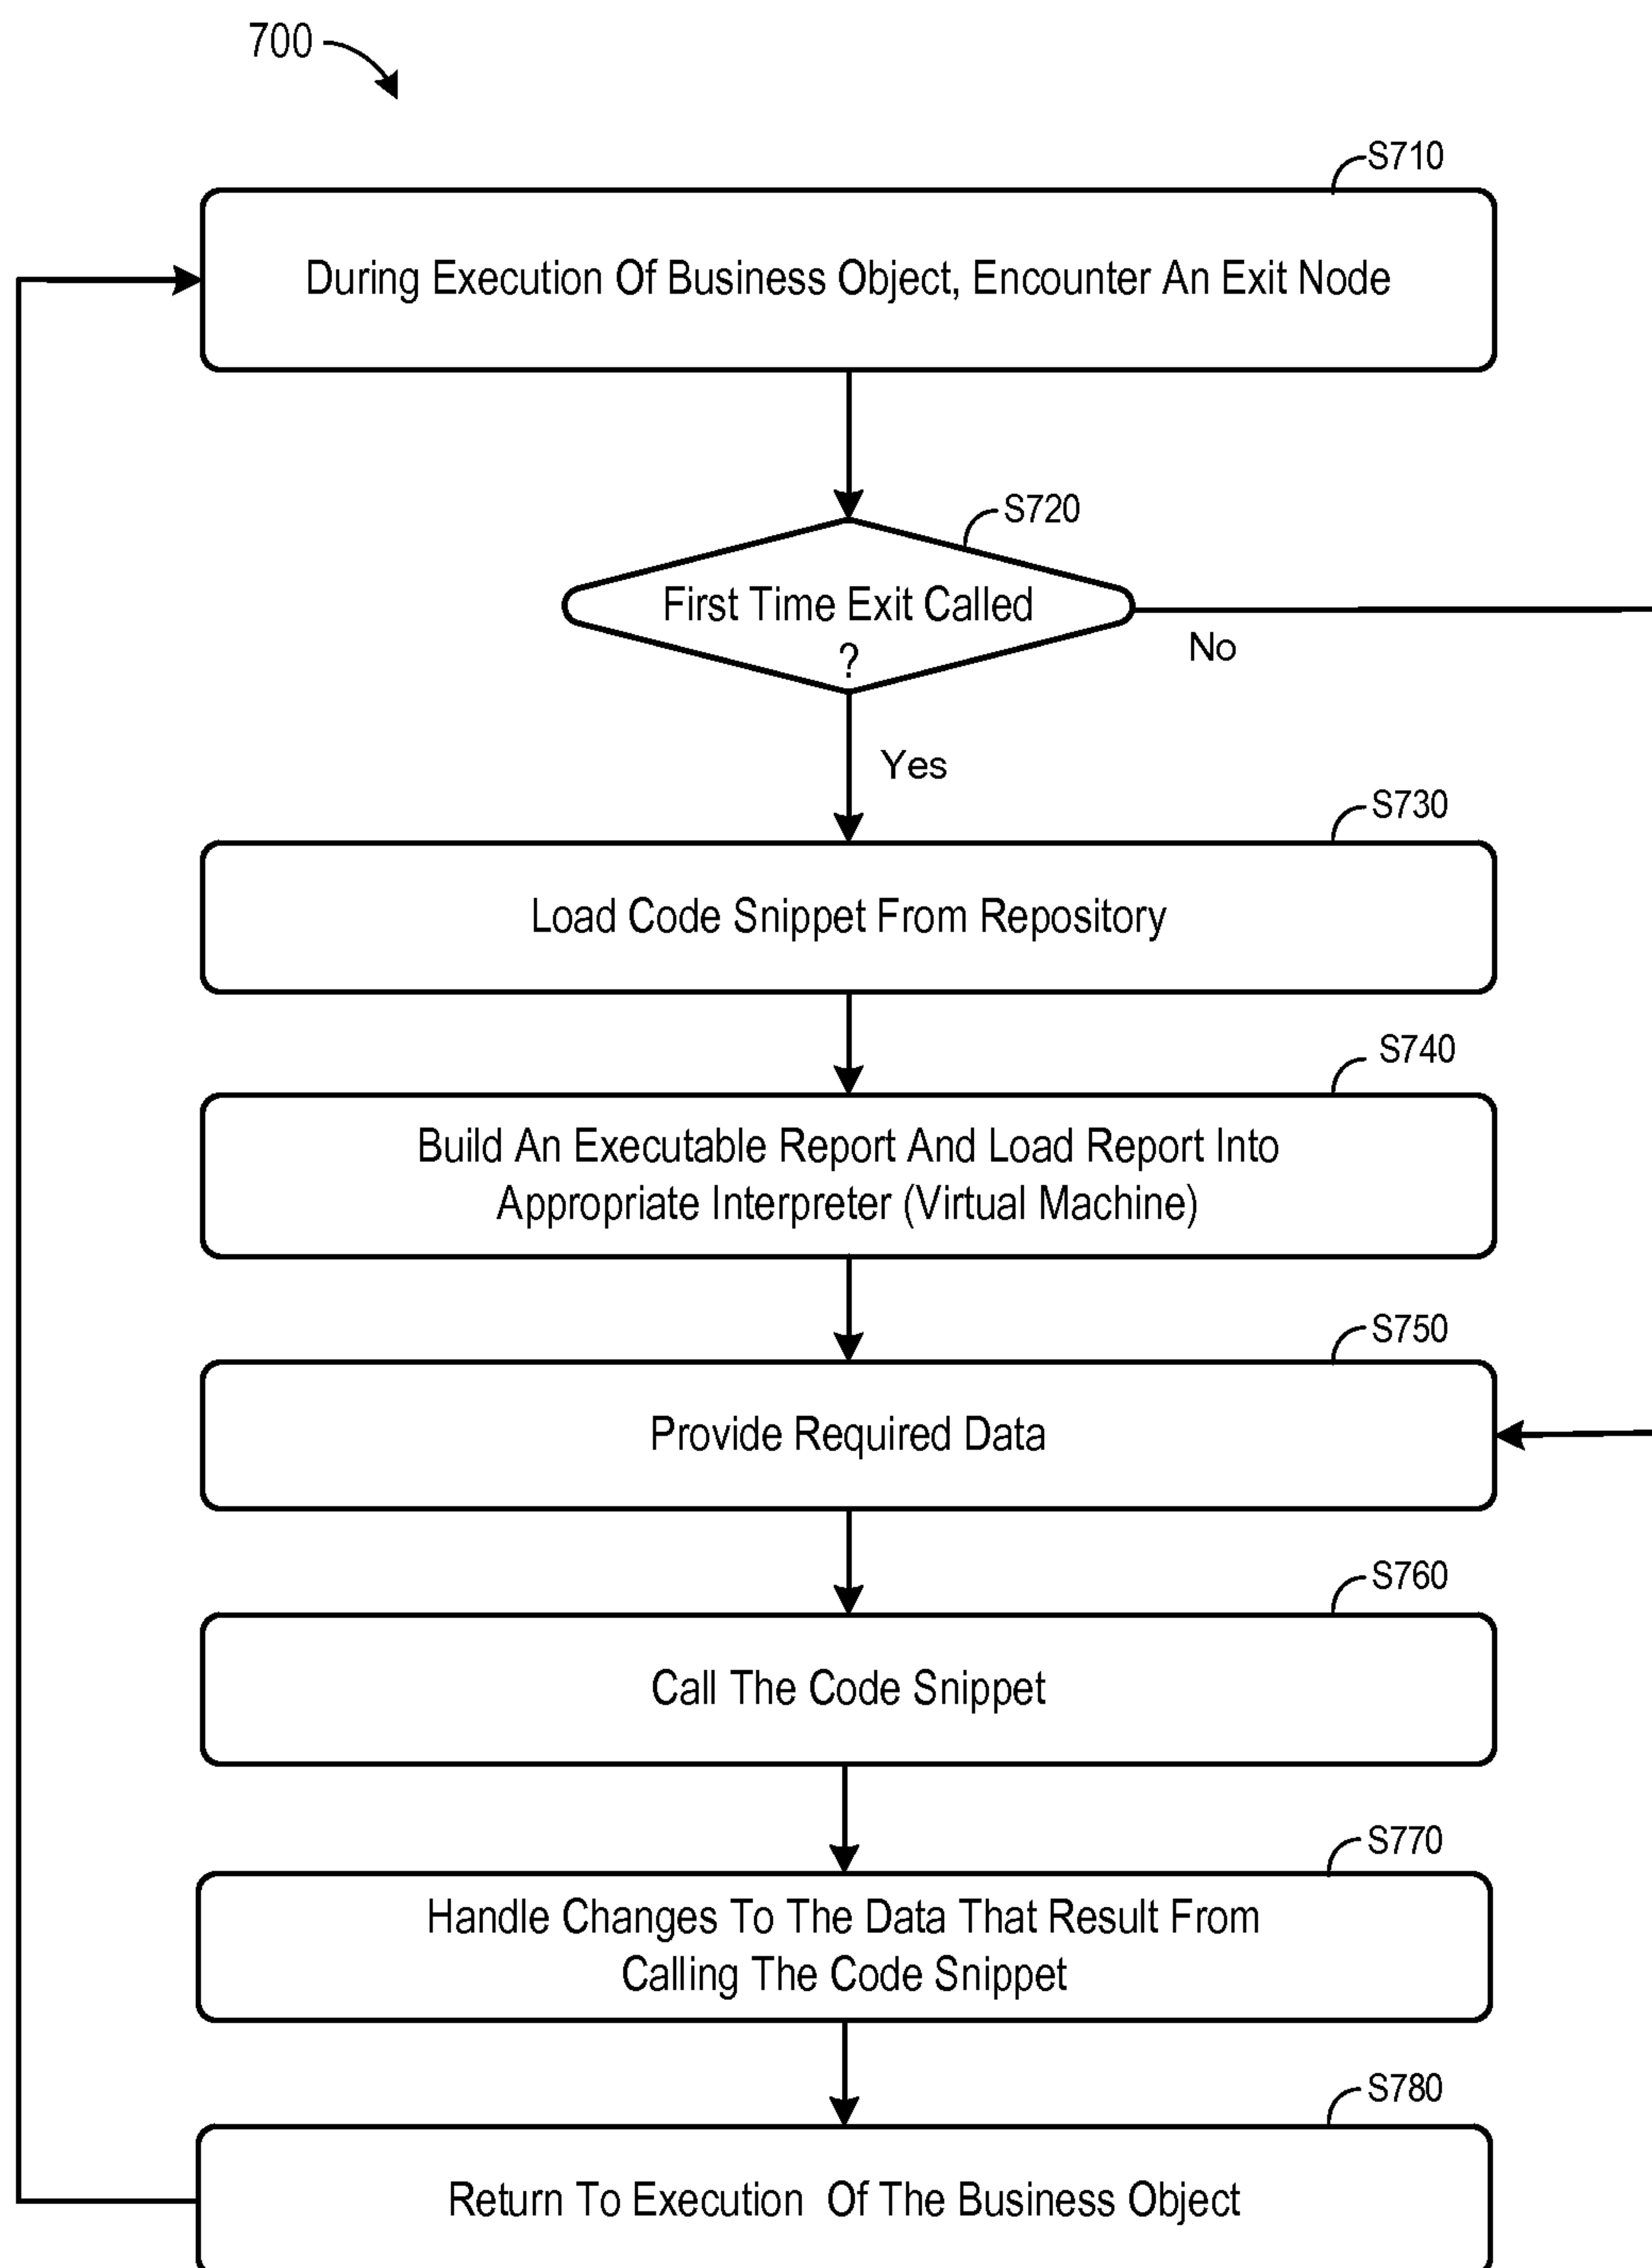 700
S710
During Execution Of Business Object, Encounter An Exit Node
S720
First Time Exit Called
?
No
Yes
S730
Load Code Snippet From Repository
S740
Build An Executable Report And Load Report Into
Appropriate Interpreter (Virtual Machine)
S750
Provide Required Data
S760
Call The Code Snippet
S770
Handle Changes To The Data That Result From
Calling The Code Snippet
S780
Return To Execution Of The Business Object